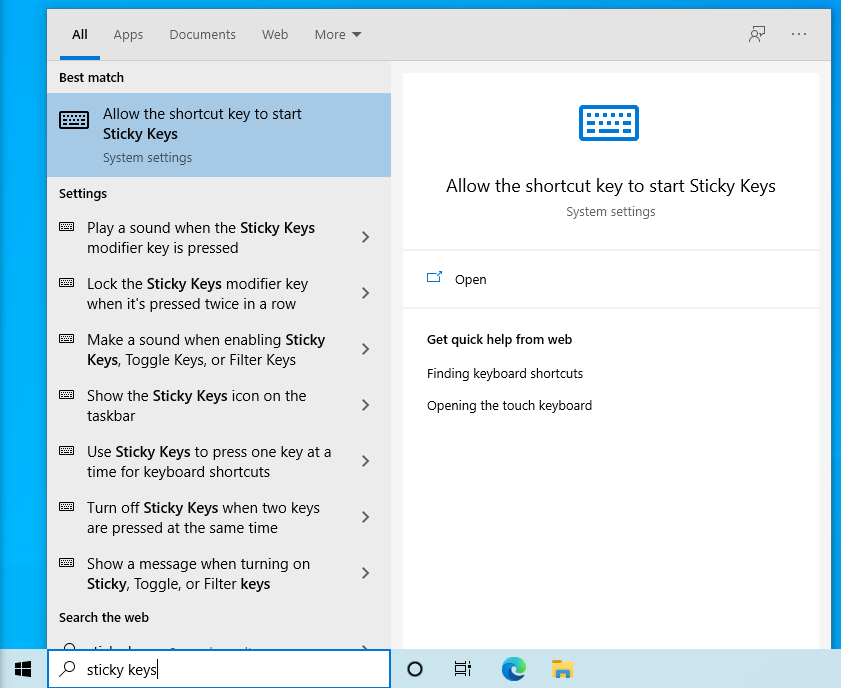 All Apps Documents Web More
Best match
Allow the shortcut key to start
Sticky Keys
System settings
Settings
Play a sound when the Sticky Keys
modifier key is pressed
Lock the Sticky Keys modifier key
when it's pressed twice in a row
Make a sound when enabling Sticky
Keys, Toggle Keys, or Filter Keys
Show the Sticky Keys icon on the
taskbar
Use Sticky Keys to press one key at a
time for keyboard shortcuts
Turn off Sticky Keys when two keys
are pressed at the same time
Show a message when turning on
Sticky, Toggle, or Filter keys
Search the web
sticky keys
Allow the shortcut key to start Sticky Keys
System settings
Open
Get quick help from web
Finding keyboard shortcuts
Opening the touch keyboard